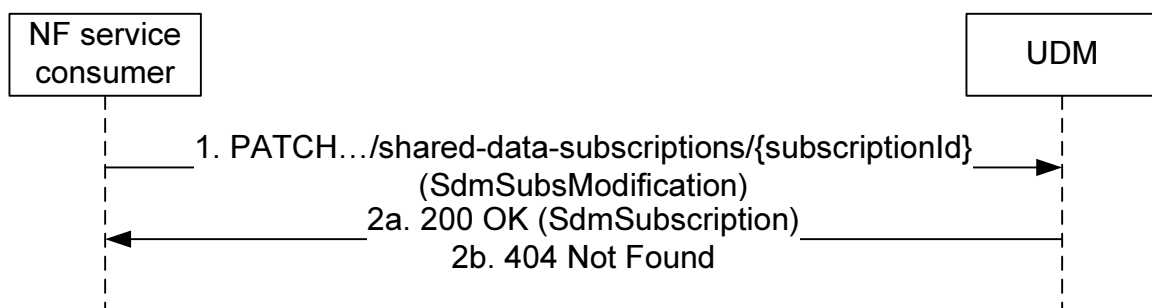 NF service
consumer
UDM
1. PATCH…/shared-data-subscriptions/{subscriptionId}
(SdmSubsModification)
2a. 200 OK (SdmSubscription)
2b. 404 Not Found